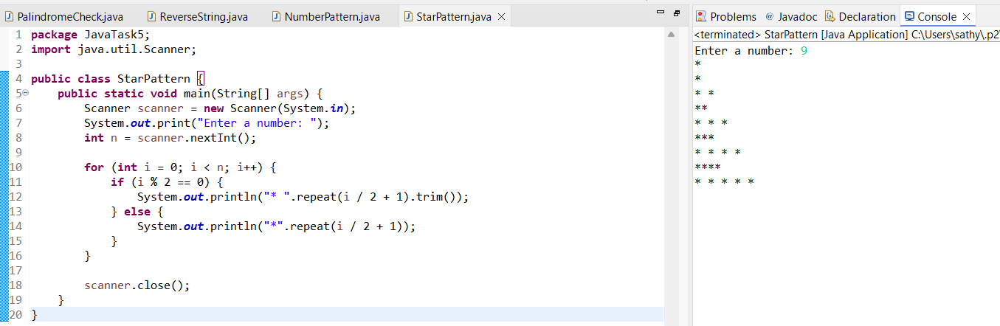 PalindromeCheck.java ReverseString.java NumberPattern.java StarPattern.java
1 package JavaTask5;
2 import java.util.Scanner;
3
4 public class StarPattern {
5 public static void main(String[] args) {
6 Scanner scanner = new Scanner(System.in);
7 System.out.print("Enter a number: ");
8 int n = scanner.nextInt();
9
10 for (int i = 0; i < n; i++) {
11 if (i % 2 == 0) {
12 System.out.println("* ".repeat(i / 2 + 1).trim());
13 } else {
14 System.out.println("*".repeat(i / 2 + 1));
15 }
16 }
17
18 scanner.close();
19 }
20 }
Problems Javadoc Declaration Console
<terminated> StarPattern [Java Application] C:\Users\sathy\.p2\
Enter a number: 9
*
*
* *
**
* * *
***
* * * *
****
* * * * *